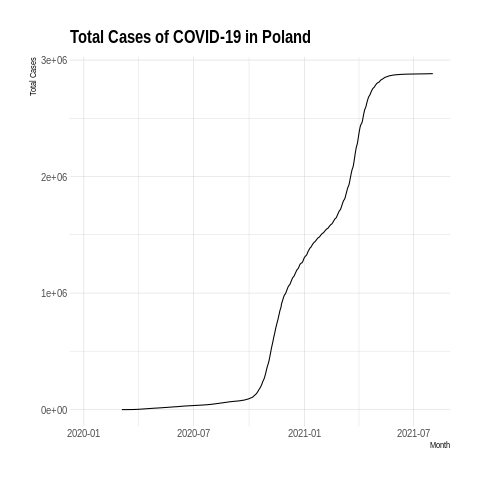 Total Cases of COVID-19 in Poland
Total Cases
3e+06
2e+06
1e+06
0e+00
2020-01 2020-07 2021-01 2021-07
Month